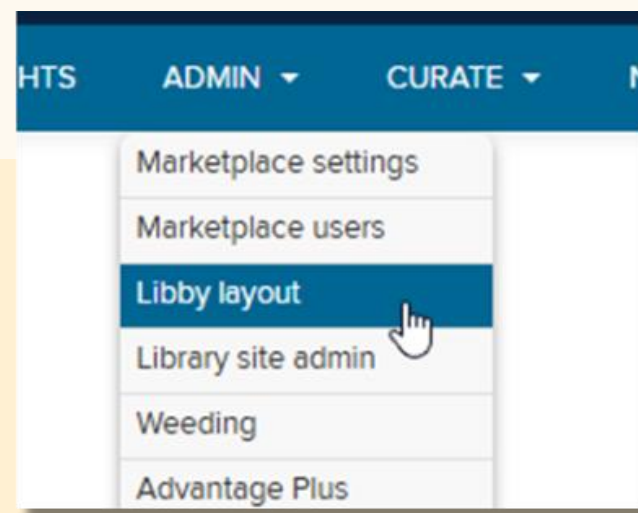 HTS ADMIN CURATE
Marketplace settings
Marketplace users
Libby layout
Library site admin
Weeding
Advantage Plus